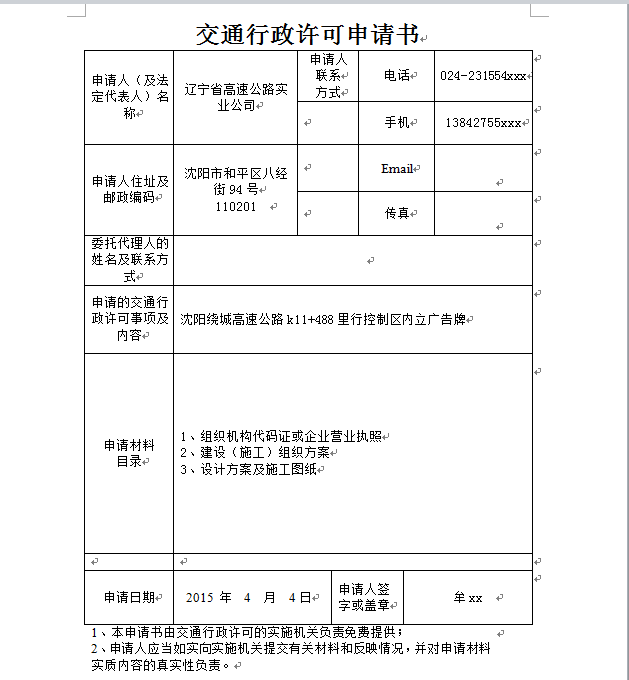 交通行政许可申请书
申请人（及法
定代表人）名
称
辽宁省高速公路实
业公司
申请人
联系
方式
电话
024-231554xxx
手机
13842755xxx
申请人住址及
邮政编码
沈阳市和平区八经
街 94 号
110201
Email
传真
委托代理人的
姓名及联系方
式
申请的交通行
政许可事项及
内容
沈阳绕城高速公路 k11+488 里行控制区内立广告牌
申请材料
目录
1、组织机构代码证或企业营业执照
2、建设（施工）组织方案
3、设计方案及施工图纸
申请日期
2015 年 4 月 4 日
申请人签
字或盖章
牟 xx
1、本申请书由交通行政许可的实施机关负责免费提供；
2、申请人应当如实向实施机关提交有关材料和反映情况，并对申请材料
实质内容的真实性负责。